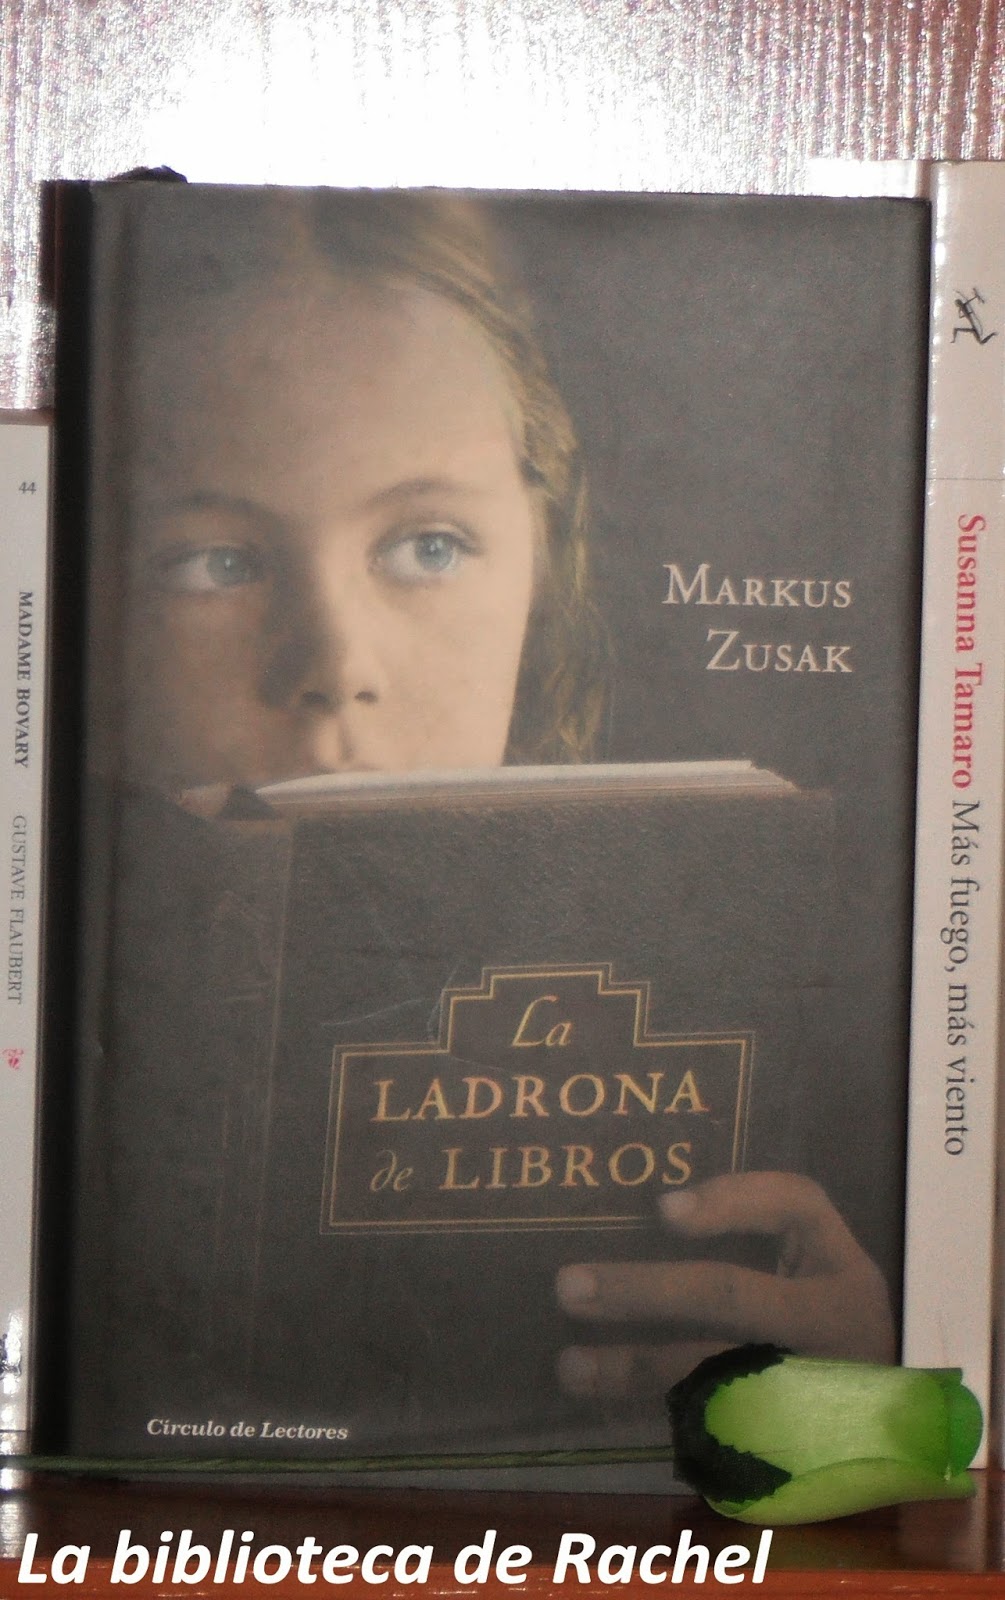 44
MADAME BOVARY GUSTAVE FLAUBERT
MARKUS
ZUSAK
La
LADRONA
de LIBROS
Círculo de Lectores
Susanna Tamaro Más fuego, más viento
La biblioteca de Rachel